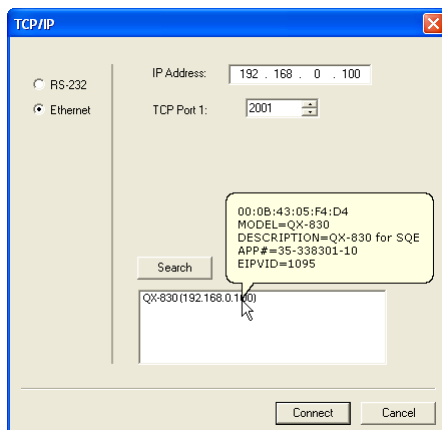 TCP/IP
RS-232
Ethernet
IP Address: 192 . 168 . 0 . 100
TCP Port 1: 2001
00:0B:43:05:F4:D4
MODEL=QX-830
DESCRIPTION=QX-830 for SQE
APP#=35-338301-10
EIPVID=1095
Search
QX-830 (192.168.0.100)
Connect
Cancel